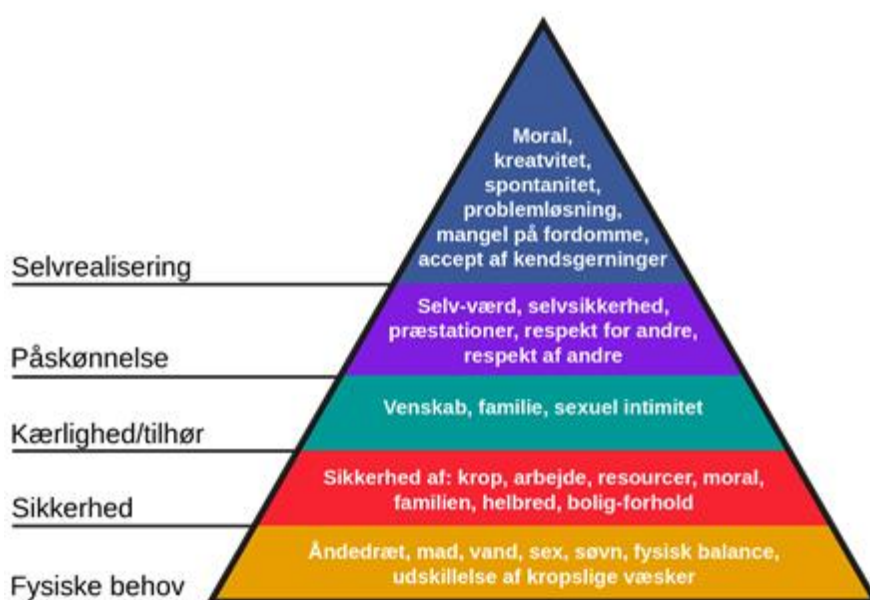 Moral,
kreatvitet,
spontanitet,
problemløsning,
mangel på fordomme,
accept af kendsgerninger
Selvrealisering
Selv-værd, selvsikkerhed,
præstationer, respekt for andre,
respekt af andre
Påskønnelse
Venskab, familie, sexuel intimitet
Kærlighed/tilhør
Sikkerhed af: krop, arbejde, resourcer, moral,
familien, helbred, bolig-forhold
Sikkerhed
Åndedræt, mad, vand, sex, søvn, fysisk balance,
udskillelse af kropslige væsker
Fysiske behov